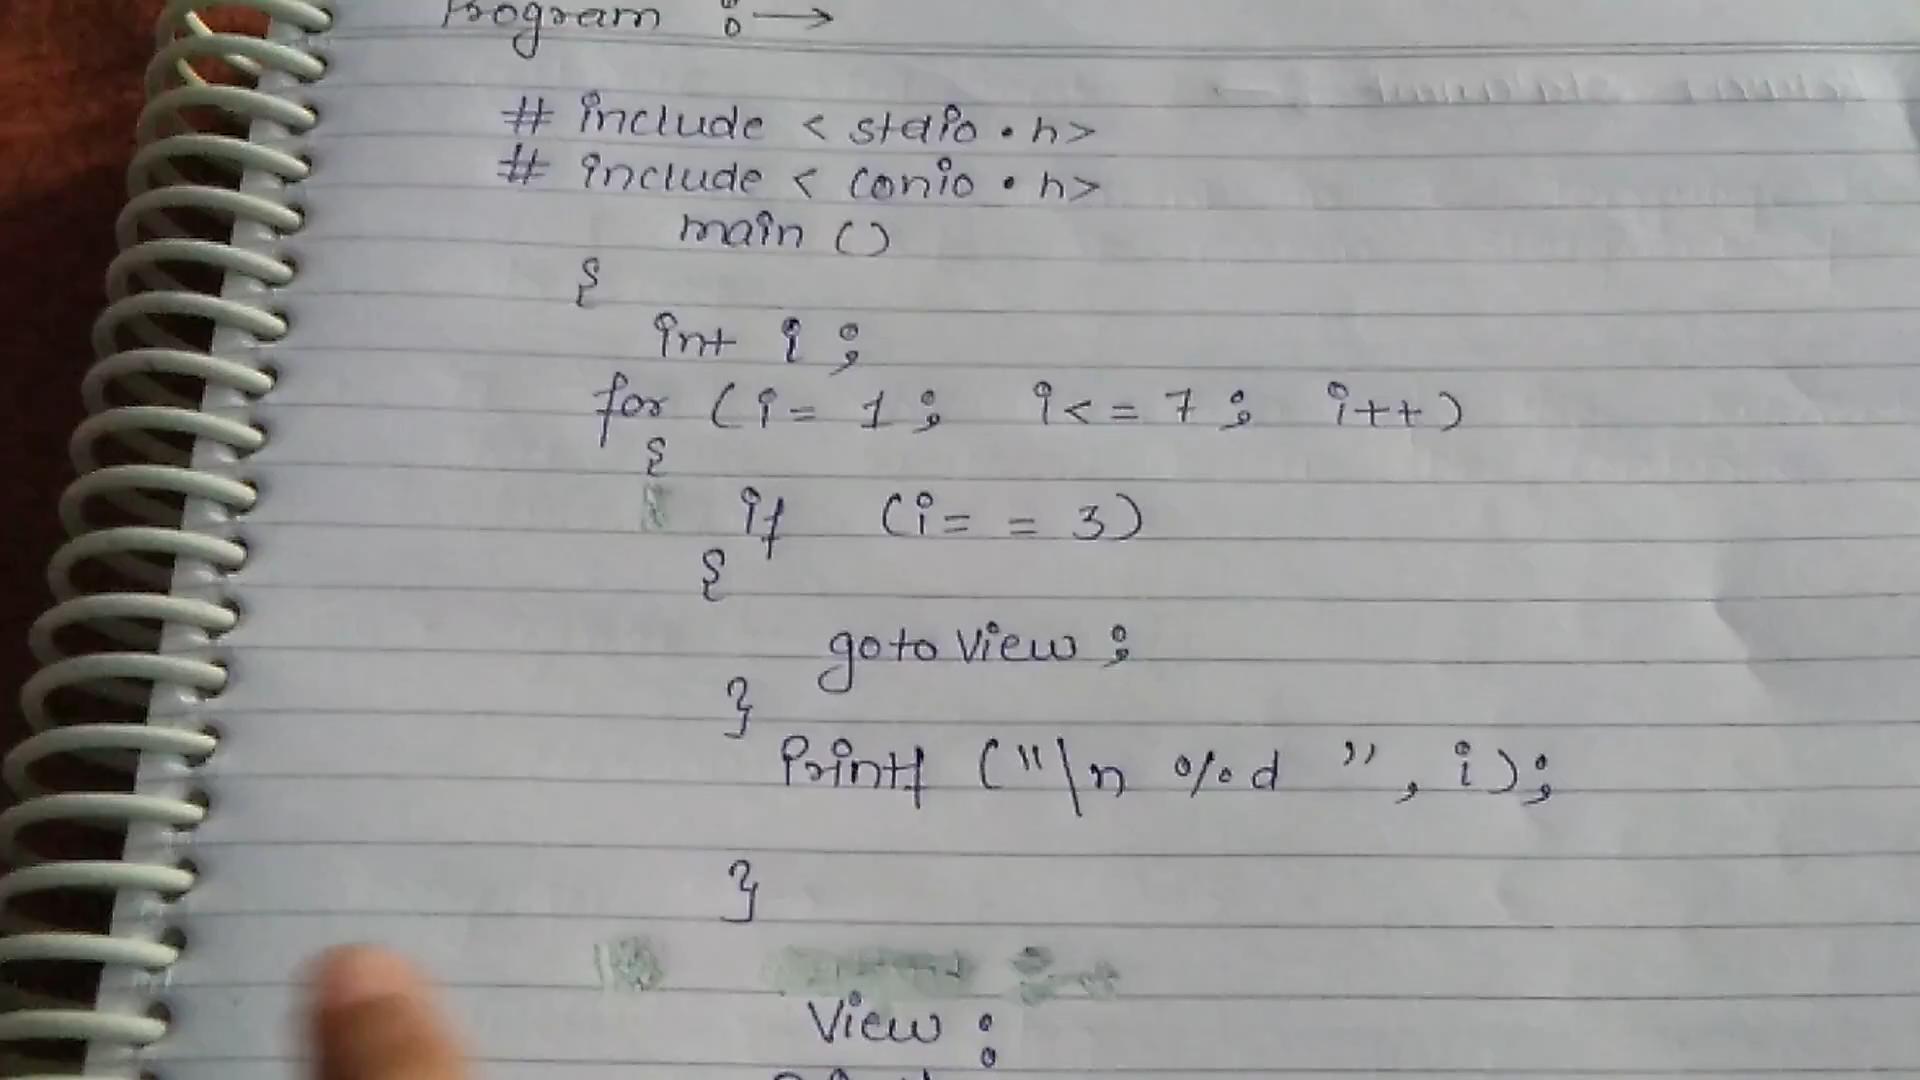 Program :→
# include < stdio . h>
# include < conio . h>
main ()
{
int i ;
for ( i = 1 ; i < = 7 ; i++)
{
if (i = = 3)
{
goto view ;
}
Printf ("\n %d ", i);
}
View :